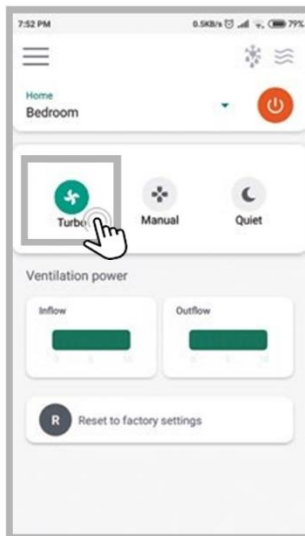 7:52 PM 0.5KB/s 79%
Home
Bedroom
Turbo Manual Quiet
Ventilation power
Inflow Outflow
R Reset to factory settings